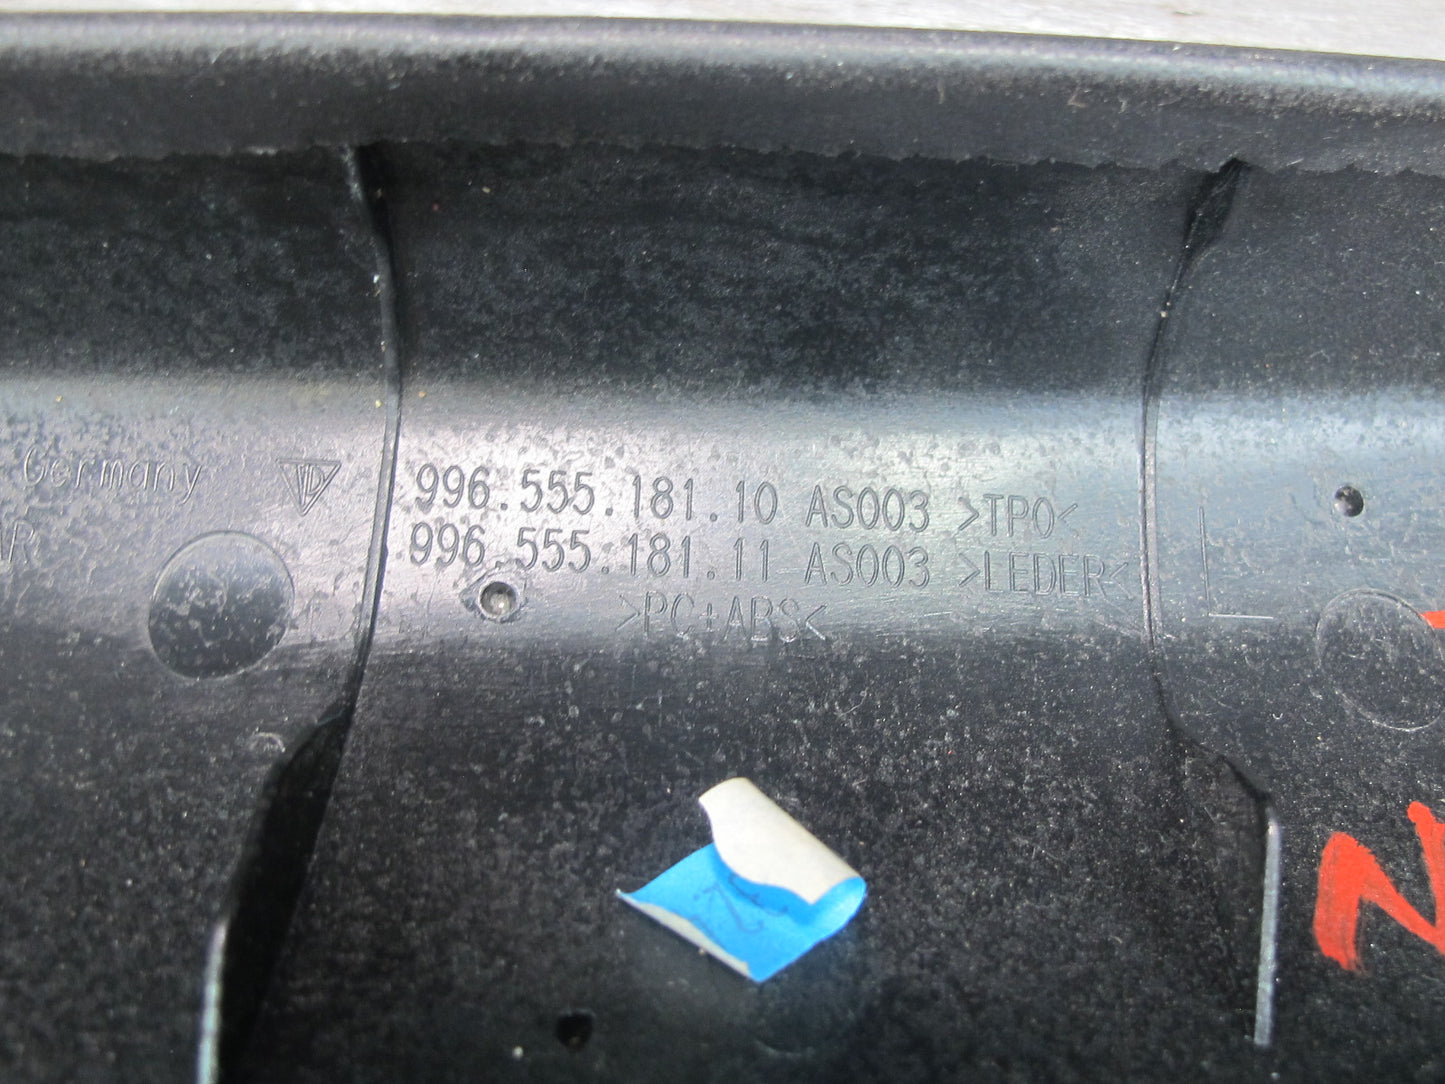 Germany
996.555.181.10 AS003 >TPO<
996.555.181.11 AS003 >LEDER<
>PC+ABS<